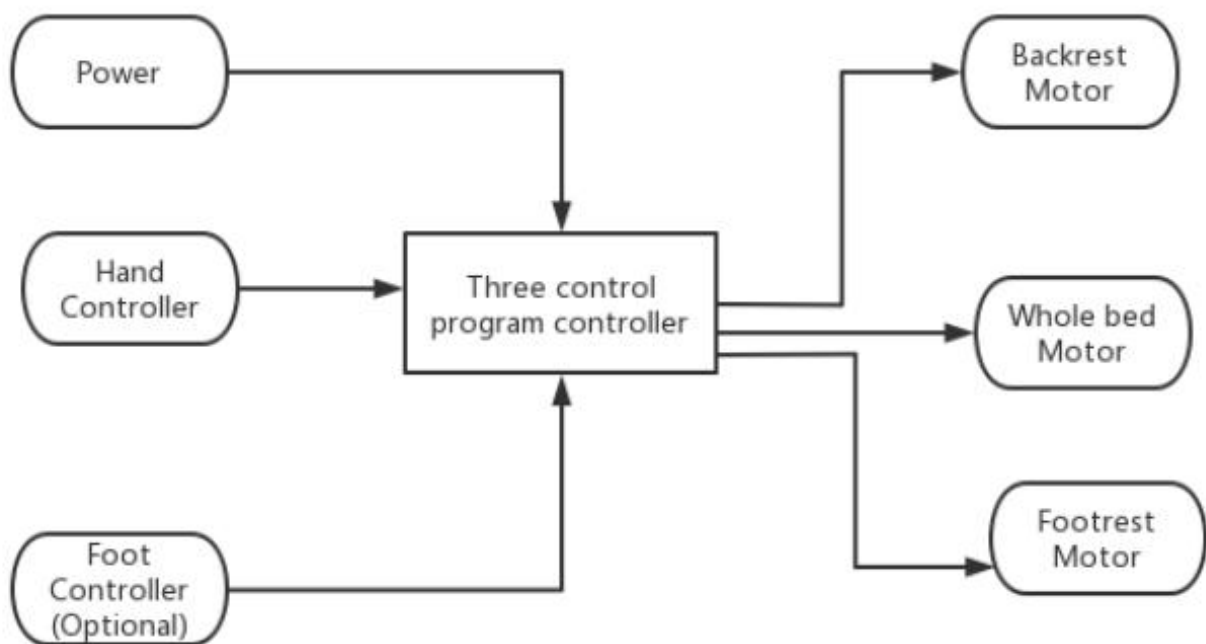 Power
Backrest
Motor
Hand
Controller
Three control
program controller
Whole bed
Motor
Foot
Controller
(Optional)
Footrest
Motor